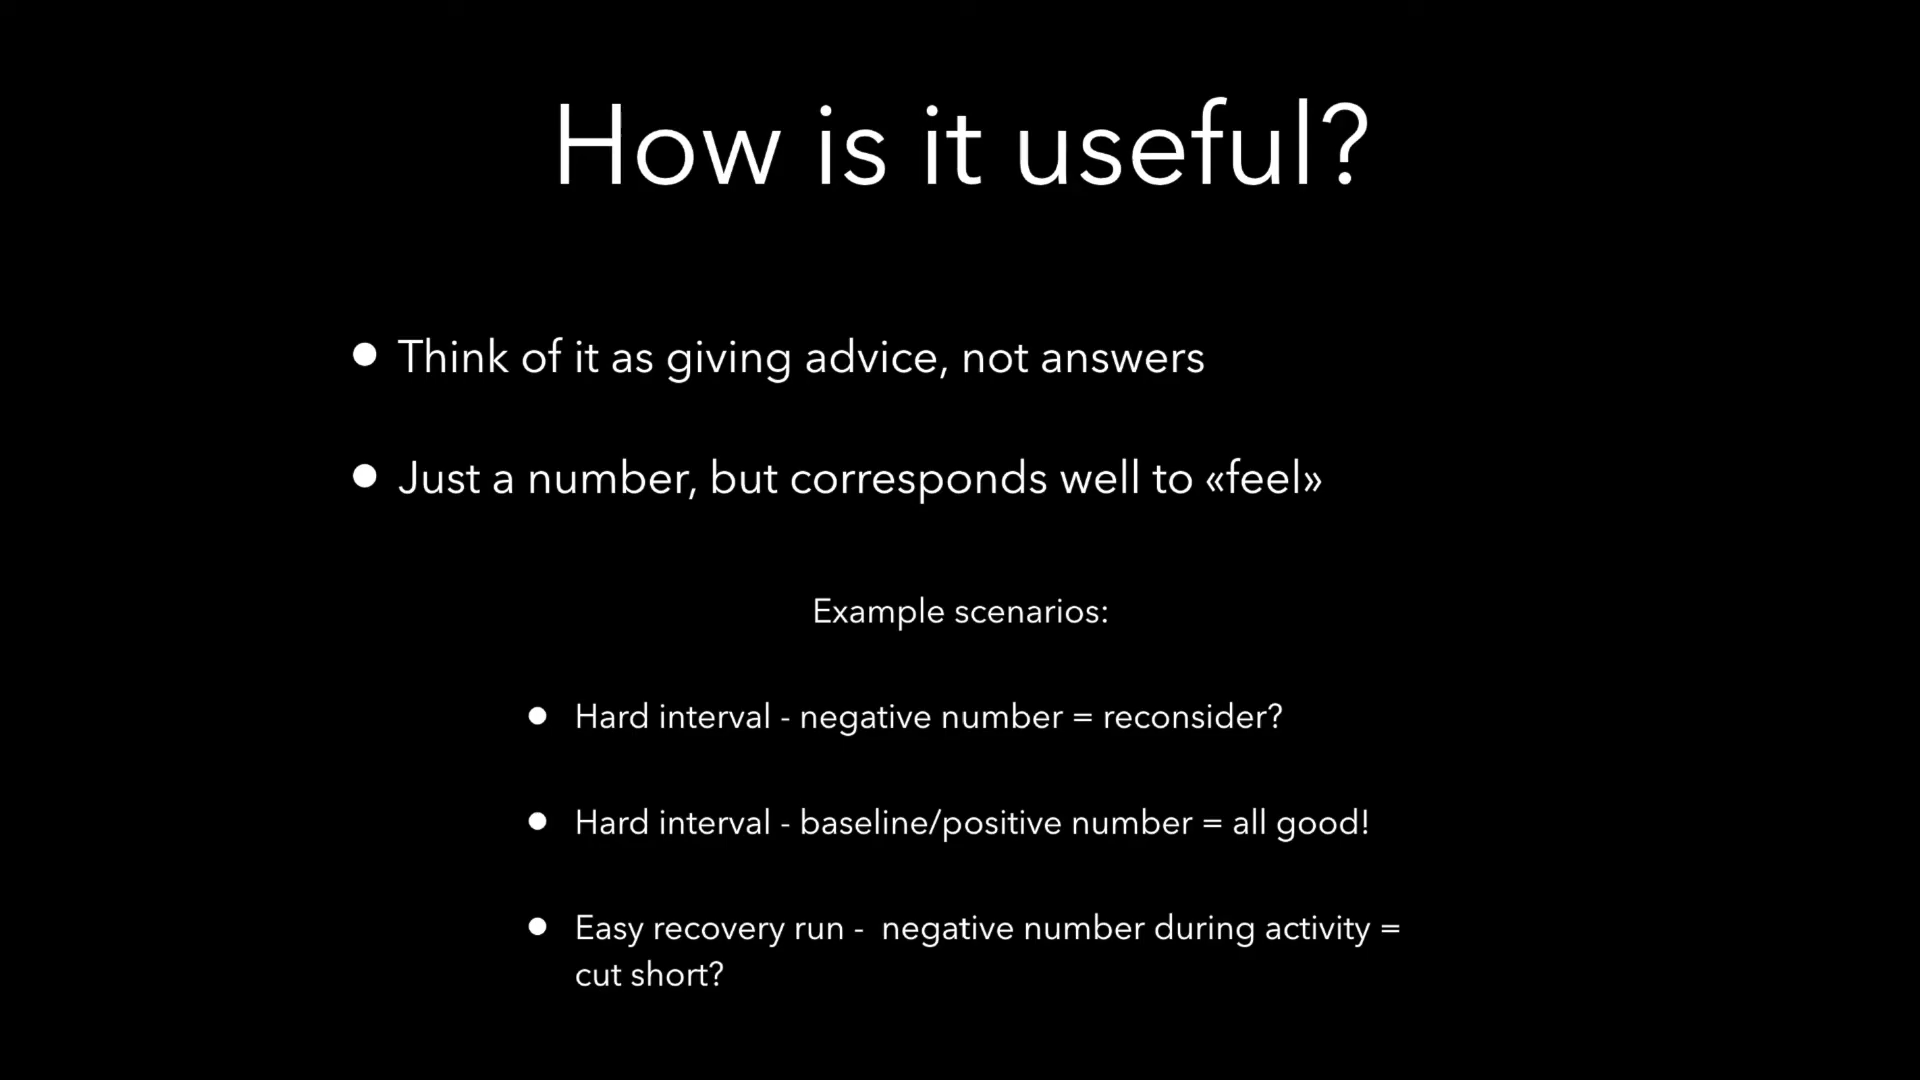 How is it useful?
• Think of it as giving advice, not answers
• Just a number, but corresponds well to «feel»
Example scenarios:
• Hard interval - negative number = reconsider?
• Hard interval - baseline/positive number = all good!
• Easy recovery run -  negative number during activity =
cut short?